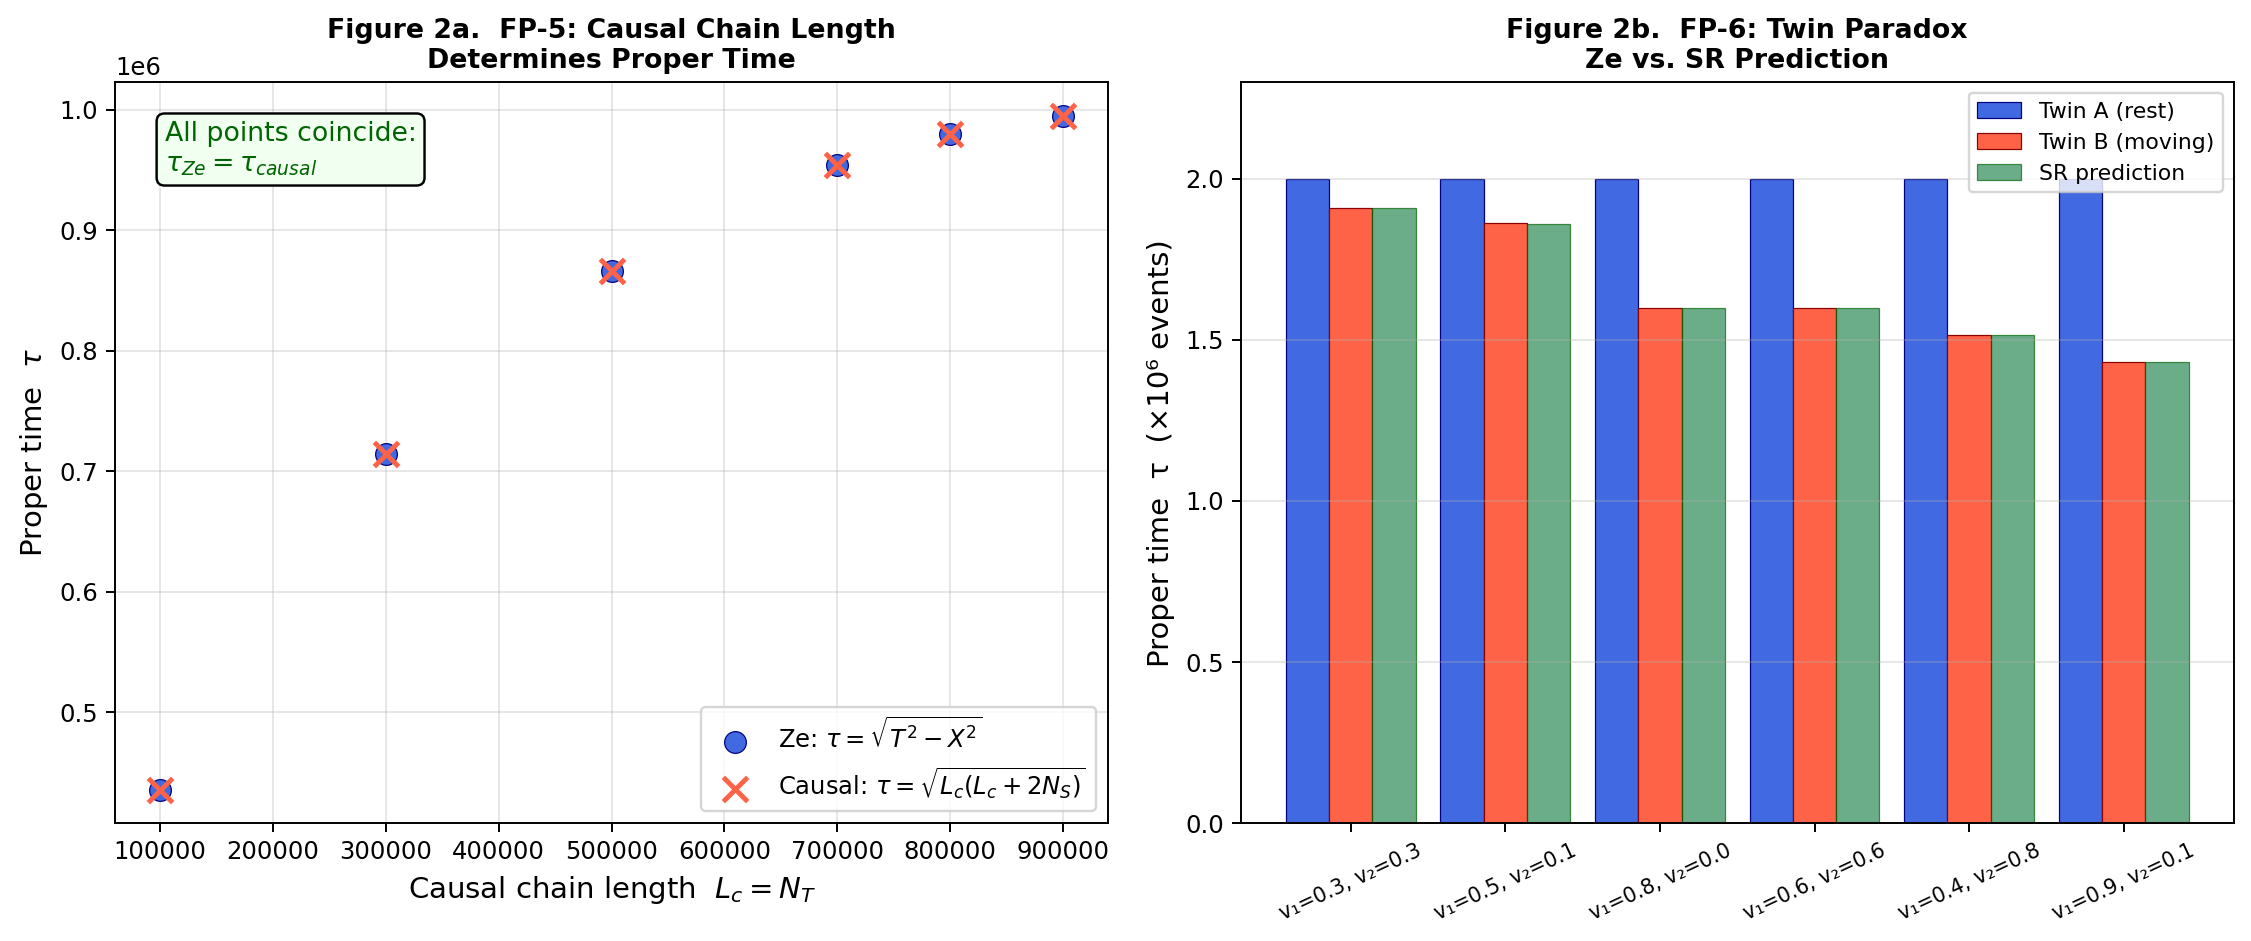 Figure 2a.  FP-5: Causal Chain Length
Determines Proper Time
1e6
1.0
0.9
0.8
0.7
0.6
0.5
Proper time τ
All points coincide:
τ_Ze = τ_causal
Ze: τ = √(T² − X²)
Causal: τ = √(L_c(L_c + 2N_S))
100000 200000 300000 400000 500000 600000 700000 800000 900000
Causal chain length L_c = N_T
Figure 2b.  FP-6: Twin Paradox
Ze vs. SR Prediction
Twin A (rest)
Twin B (moving)
SR prediction
2.0
1.5
1.0
0.5
0.0
Proper time τ (×10⁶ events)
v₁=0.3, v₂=0.3
v₁=0.5, v₂=0.1
v₁=0.8, v₂=0.0
v₁=0.6, v₂=0.6
v₁=0.4, v₂=0.8
v₁=0.9, v₂=0.1